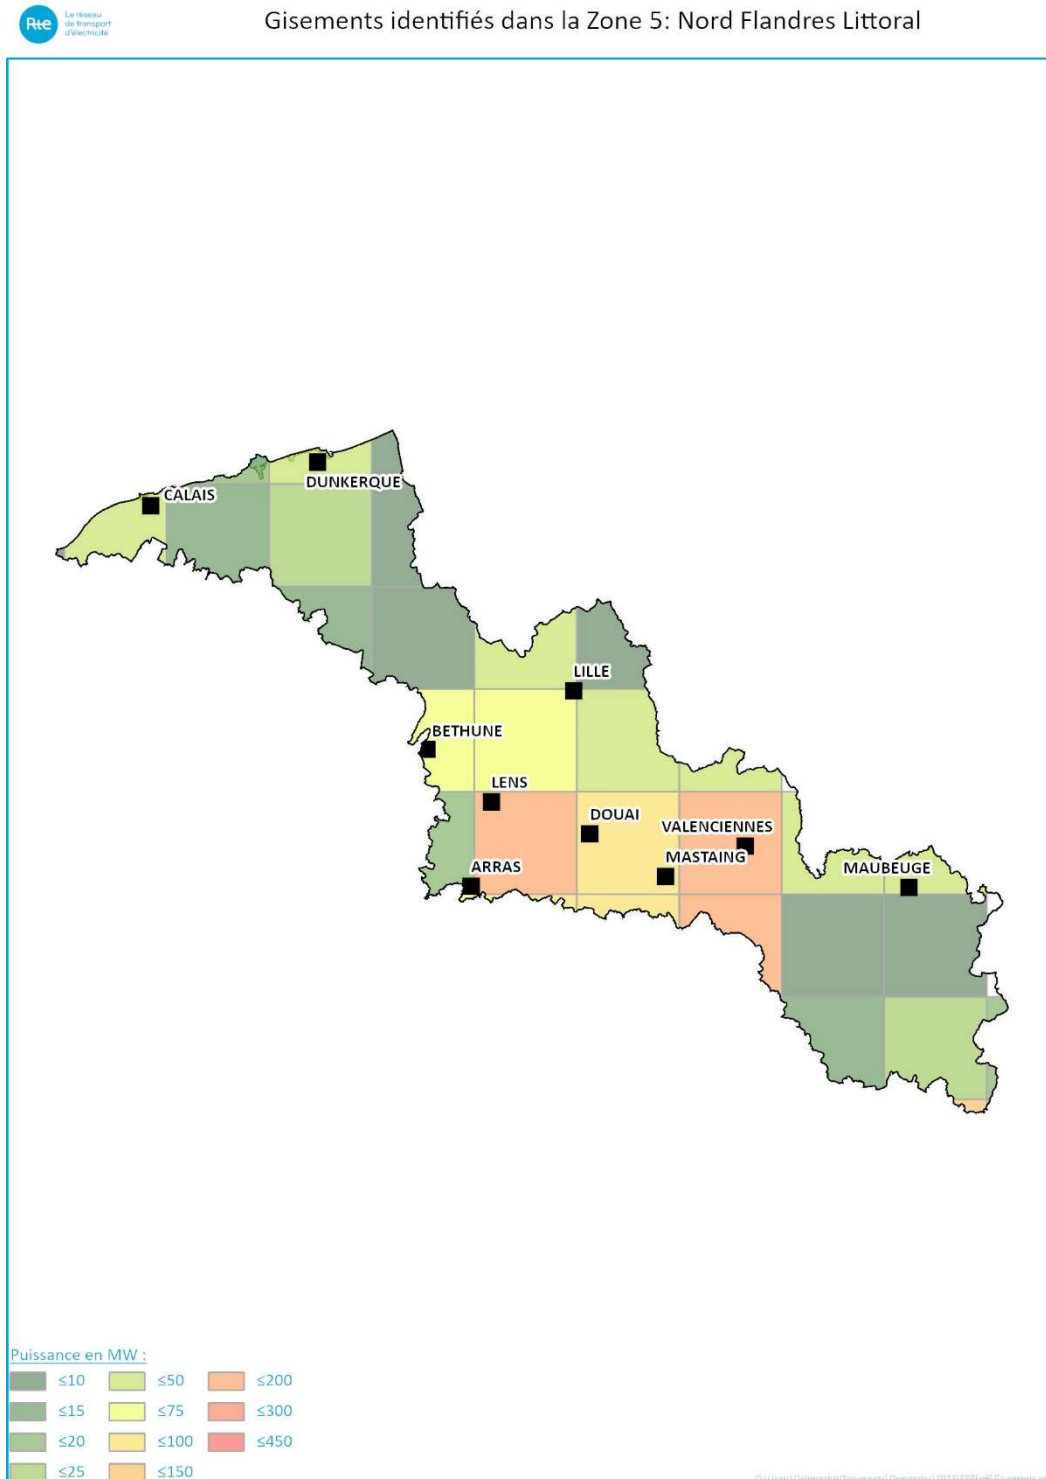 Rte
Le réseau
de transport
d'électricité
Gisements identifiés dans la Zone 5: Nord Flandres Littoral
CALAIS
DUNKERQUE
LILLE
BETHUNE
LENS
DOUAI
VALENCIENNES
MASTAING
ARRAS
MAUBEUGE
Puissance en MW :
≤10 ≤50 ≤200
≤15 ≤75 ≤300
≤20 ≤100 ≤450
≤25 ≤150